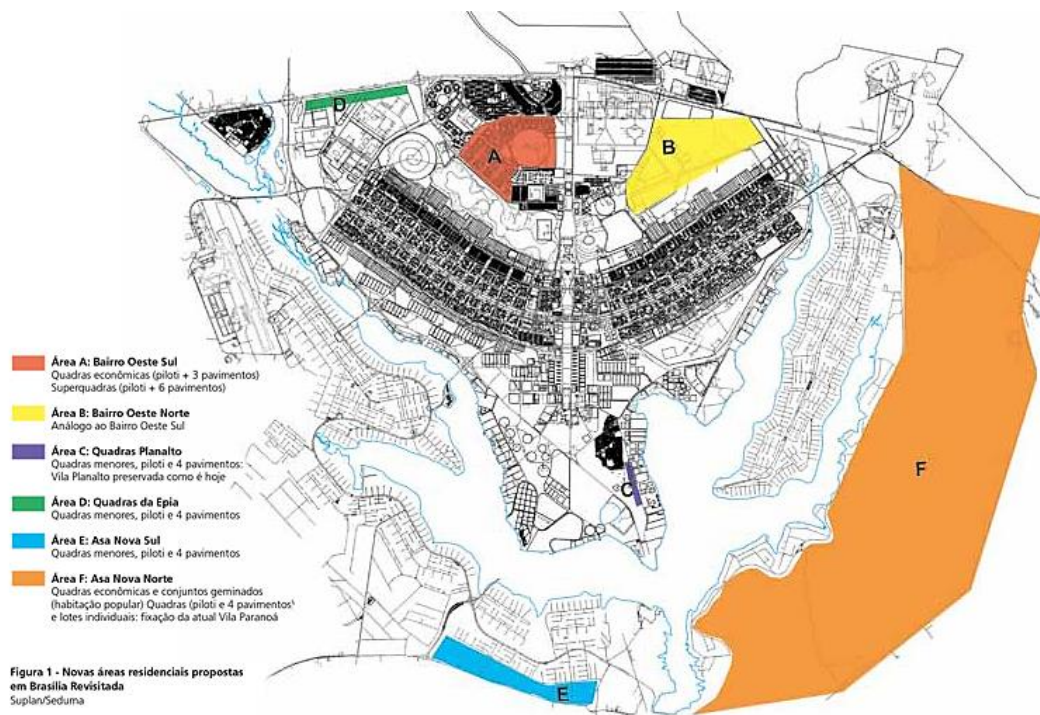 D
A
B
F
C
E
Área A: Bairro Oeste Sul
Quadras econômicas (piloti + 3 pavimentos)
Superquadras (piloti + 6 pavimentos)
Área B: Bairro Oeste Norte
Análogo ao Bairro Oeste Sul
Área C: Quadras Planalto
Quadras menores, piloti e 4 pavimentos:
Vila Planalto preservada como é hoje
Área D: Quadras da Epia
Quadras menores, piloti e 4 pavimentos
Área E: Asa Nova Sul
Quadras menores, piloti e 4 pavimentos
Área F: Asa Nova Norte
Quadras econômicas e conjuntos geminados
(habitação popular) Quadras (piloti e 4 pavimentos)
e lotes individuais: fixação da atual Vila Paranoá
Figura 1 - Novas áreas residenciais propostas
em Brasília Revisitada
Suplan/Seduma